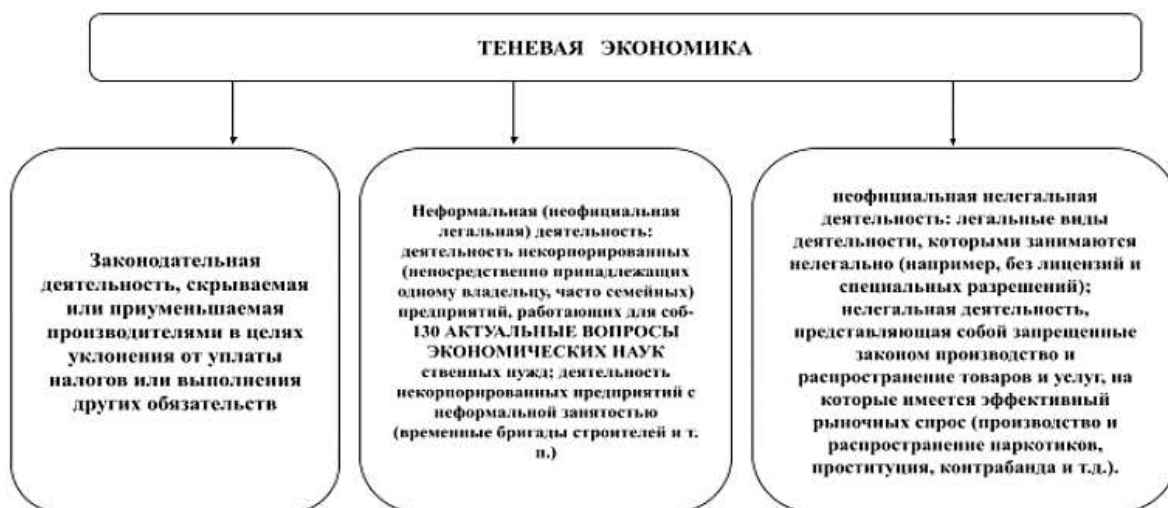 ТЕНЕВАЯ ЭКОНОМИКА
Законодательная
деятельность, скрываемая
или приуменьшаемая
производителями в целях
уклонения от уплаты
налогов или выполнения
других обязательств
Неформальная (неофициальная
легальная) деятельность:
деятельность некорпорированных
(непосредственно принадлежащих
одному владельцу, часто семейных)
предприятий, работающих для соб-
130 АКТУАЛЬНЫЕ ВОПРОСЫ
ЭКОНОМИЧЕСКИХ НАУК
ственных нужд; деятельность
некорпорированных предприятий с
неформальной занятостью
(временные бригады строителей и т.
п.)
неофициальная нелегальная
деятельность: легальные виды
деятельности, которыми занимаются
нелегально (например, без лицензий и
специальных разрешений);
нелегальная деятельность,
представляющая собой запрещенные
законом производство и
распространение товаров и услуг, на
которые имеется эффективный
рыночных спрос (производство и
распространение наркотиков,
проституция, контрабанда и т.д.).